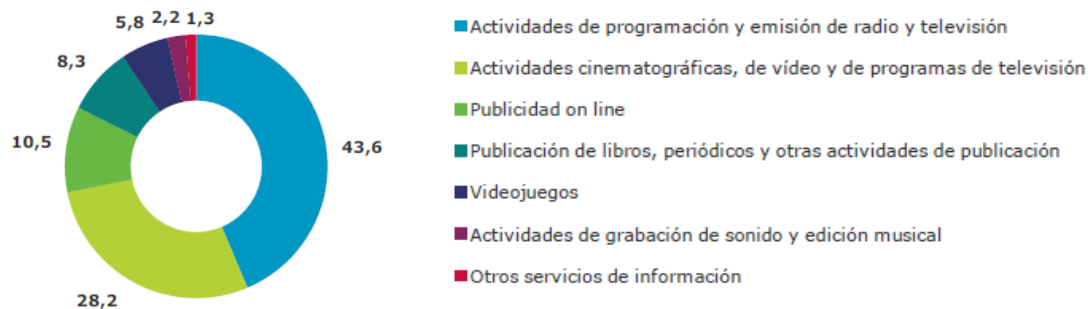 5,8 2,2 1,3
8,3
10,5
43,6
28,2
Actividades de programación y emisión de radio y televisión
Actividades cinematográficas, de vídeo y de programas de televisión
Publicidad on line
Publicación de libros, periódicos y otras actividades de publicación
Videojuegos
Actividades de grabación de sonido y edición musical
Otros servicios de información